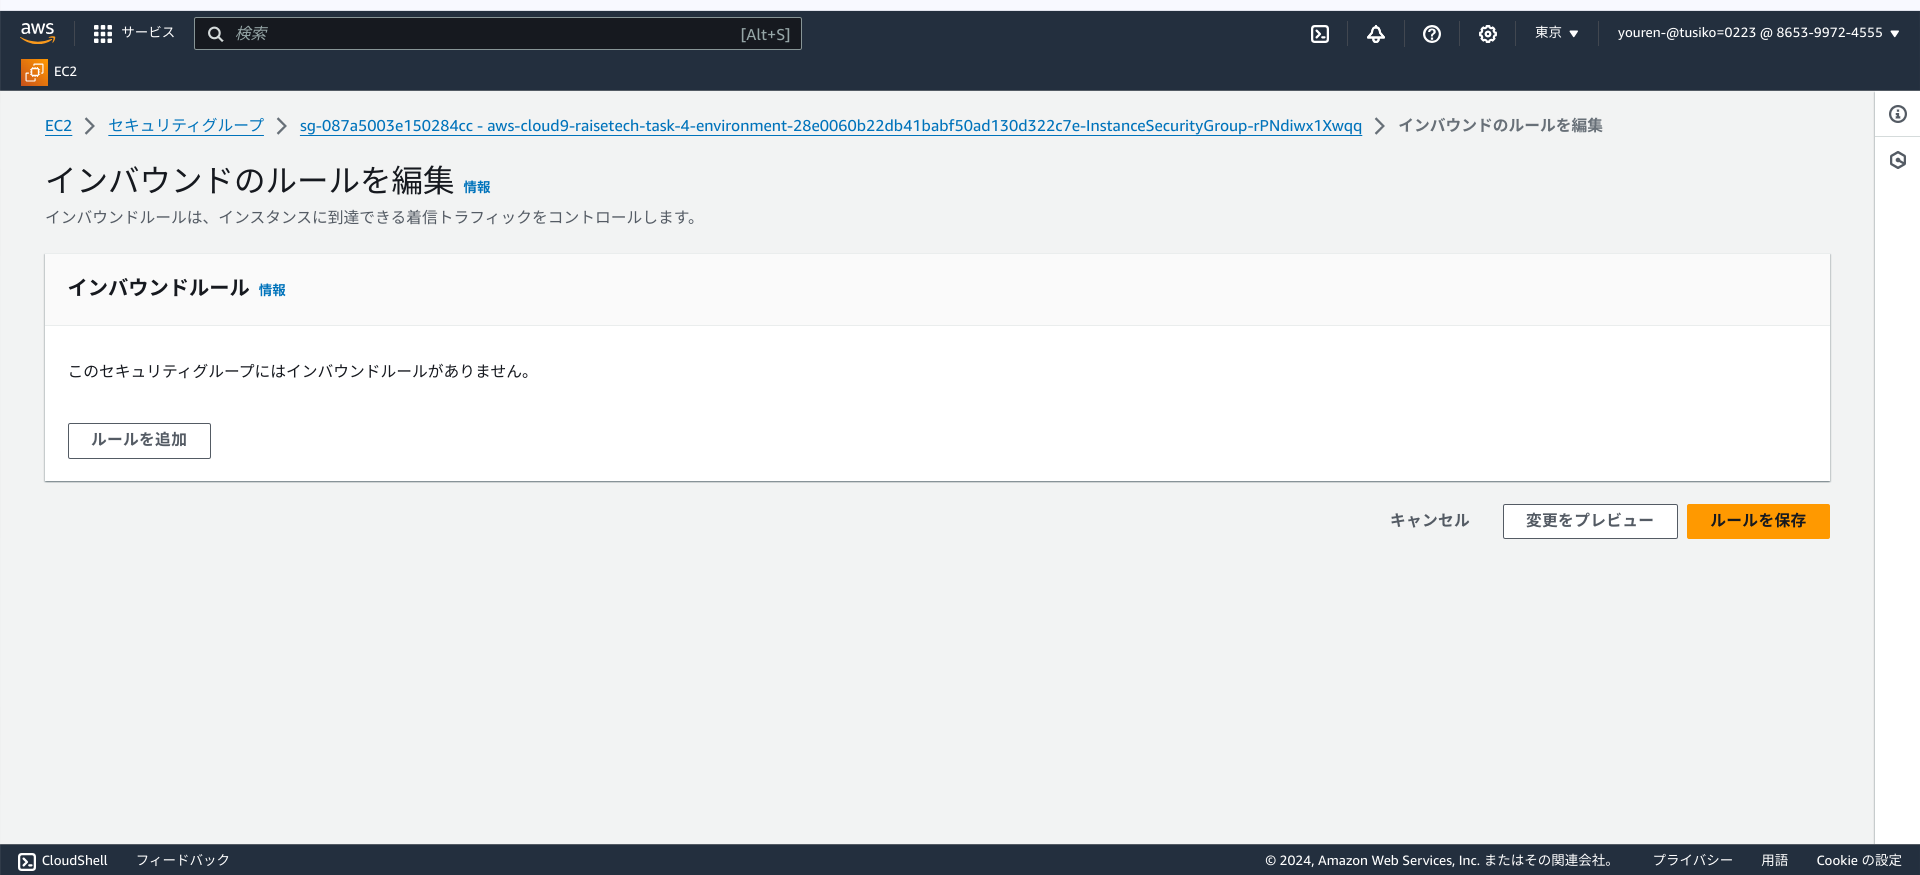 aws
サービス
検索
[Alt+S]
東京 ▼
youren-@tusiko=0223 @ 8653-9972-4555 ▼
EC2
EC2 > セキュリティグループ > sg-087a5003e150284cc - aws-cloud9-raisetech-task-4-environment-28e0060b22db41babf50ad130d322c7e-InstanceSecurityGroup-rPNdiwx1Xwqq > インバウンドのルールを編集
インバウンドのルールを編集 情報
インバウンドルールは、インスタンスに到達できる着信トラフィックをコントロールします。
インバウンドルール 情報
このセキュリティグループにはインバウンドルールがありません。
ルールを追加
キャンセル
変更をプレビュー
ルールを保存
CloudShell
フィードバック
© 2024, Amazon Web Services, Inc. またはその関連会社。
プライバシー
用語
Cookie の設定